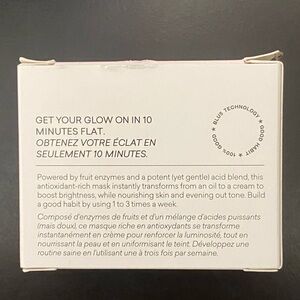 GET YOUR GLOW ON IN 10
MINUTES FLAT.
OBTENEZ VOTRE ÉCLAT EN
SEULEMENT 10 MINUTES.
BLU5 TECHNOLOGY ★ GOOD HABIT ★ 100% GOOD ★
Powered by fruit enzymes and a potent (yet gentle) acid blend, this
antioxidant-rich mask instantly transforms from an oil to a cream to
boost brightness, while nourishing skin and evening out tone. Build
a good habit by using 1 to 3 times a week.
Composé d'enzymes de fruits et d'un mélange d'acides puissants
(mais doux), ce masque riche en antioxydants se transforme
instantanément en crème pour renforcer la luminosité, tout en
nourrissant la peau et en uniformisant le teint. Développez une
routine saine en l'utilisant une à trois fois par semaine.